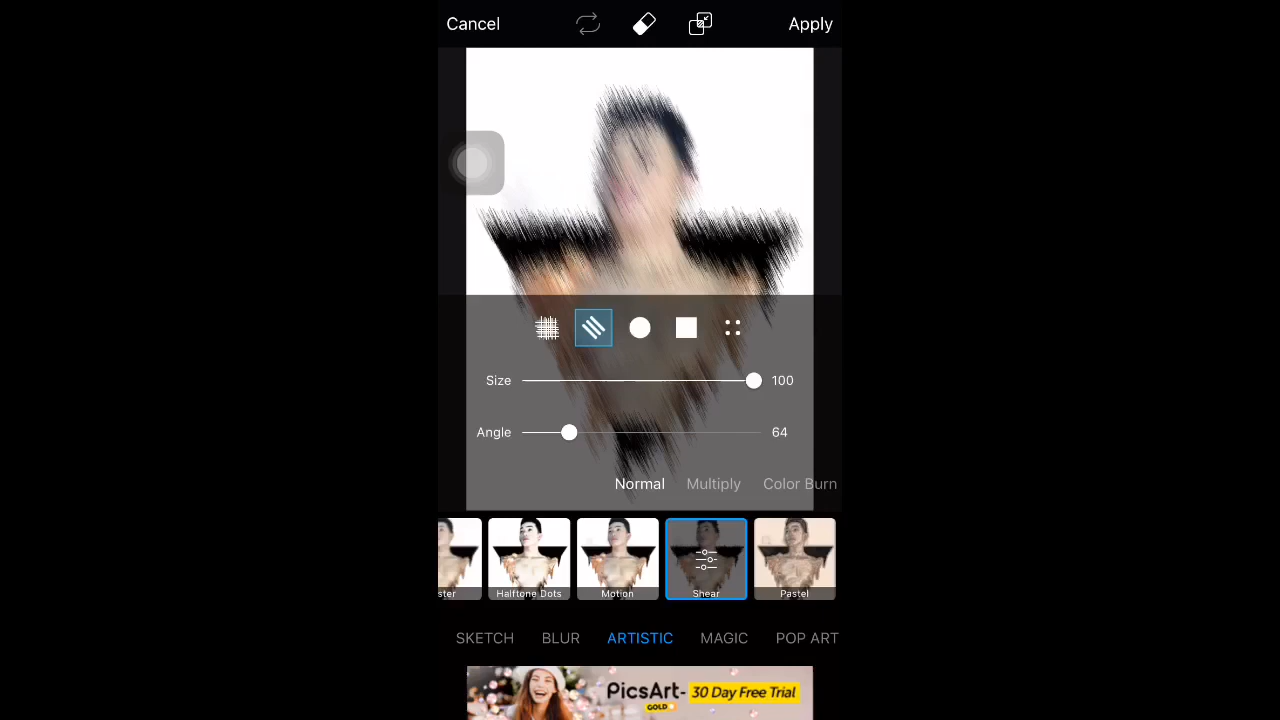 Cancel Apply
Size 100
Angle 64
Normal Multiply Color Burn
ster Halftone Dots Motion Shear Pastel
SKETCH BLUR ARTISTIC MAGIC POP ART
PicsArt- 30 Day Free Trial
GOLD